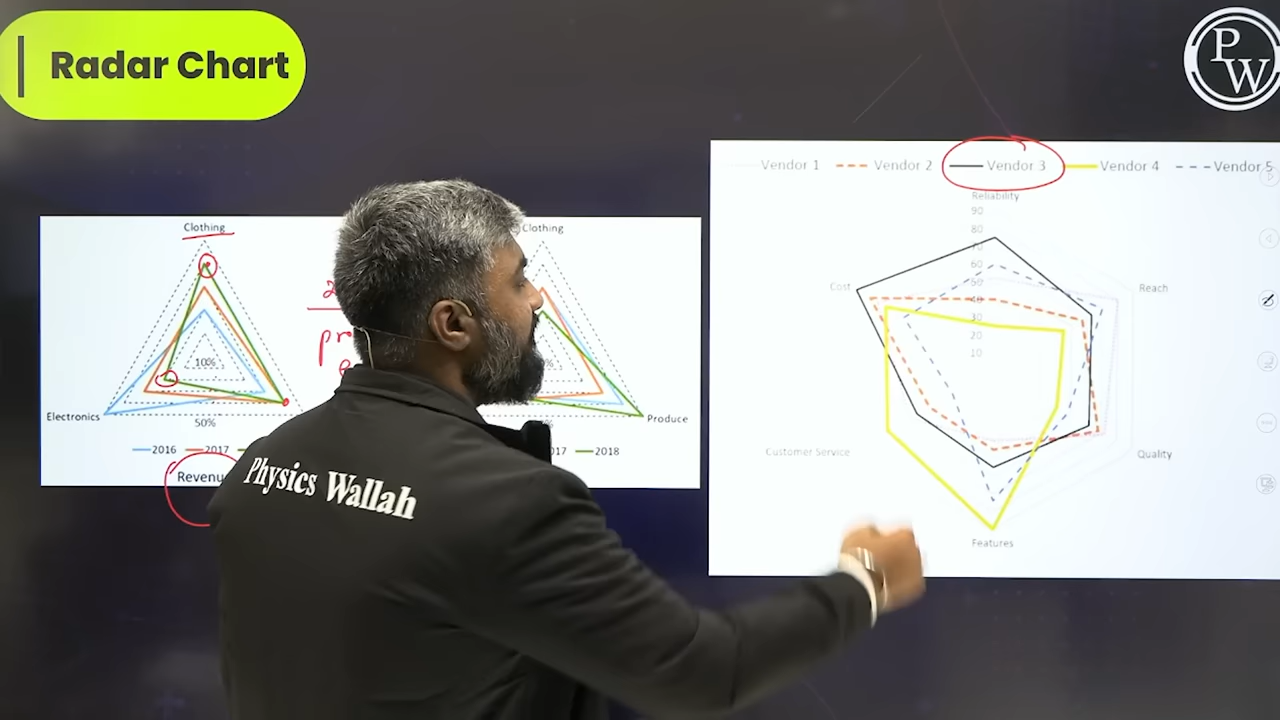 Radar Chart
PW
Clothing
10%
Electronics
50%
2016
2017
Clothing
Produce
2018
Vendor 1
Vendor 2
Vendor 3
Vendor 4
Vendor 5
Reliability
90
80
70
60
50
40
30
20
10
Cost
Reach
Customer Service
Quality
Features
Physics Wallah